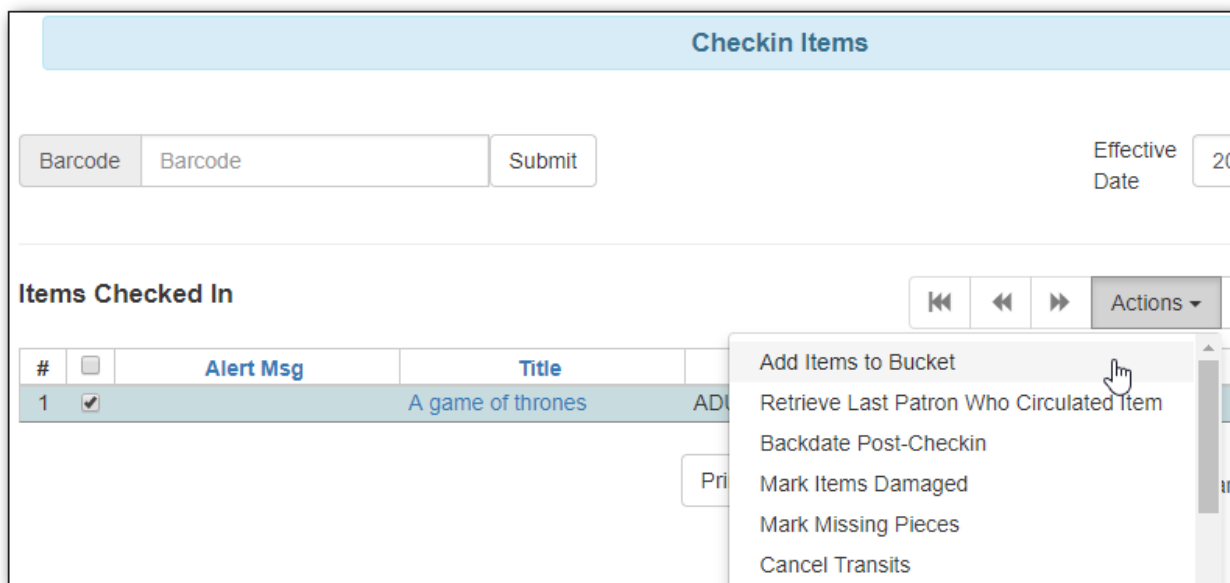 Checkin Items
Barcode Barcode Submit
Effective
Date
Items Checked In
Actions
# Alert Msg Title
1 A game of thrones
Add Items to Bucket
Retrieve Last Patron Who Circulated Item
Backdate Post-Checkin
Mark Items Damaged
Mark Missing Pieces
Cancel Transits